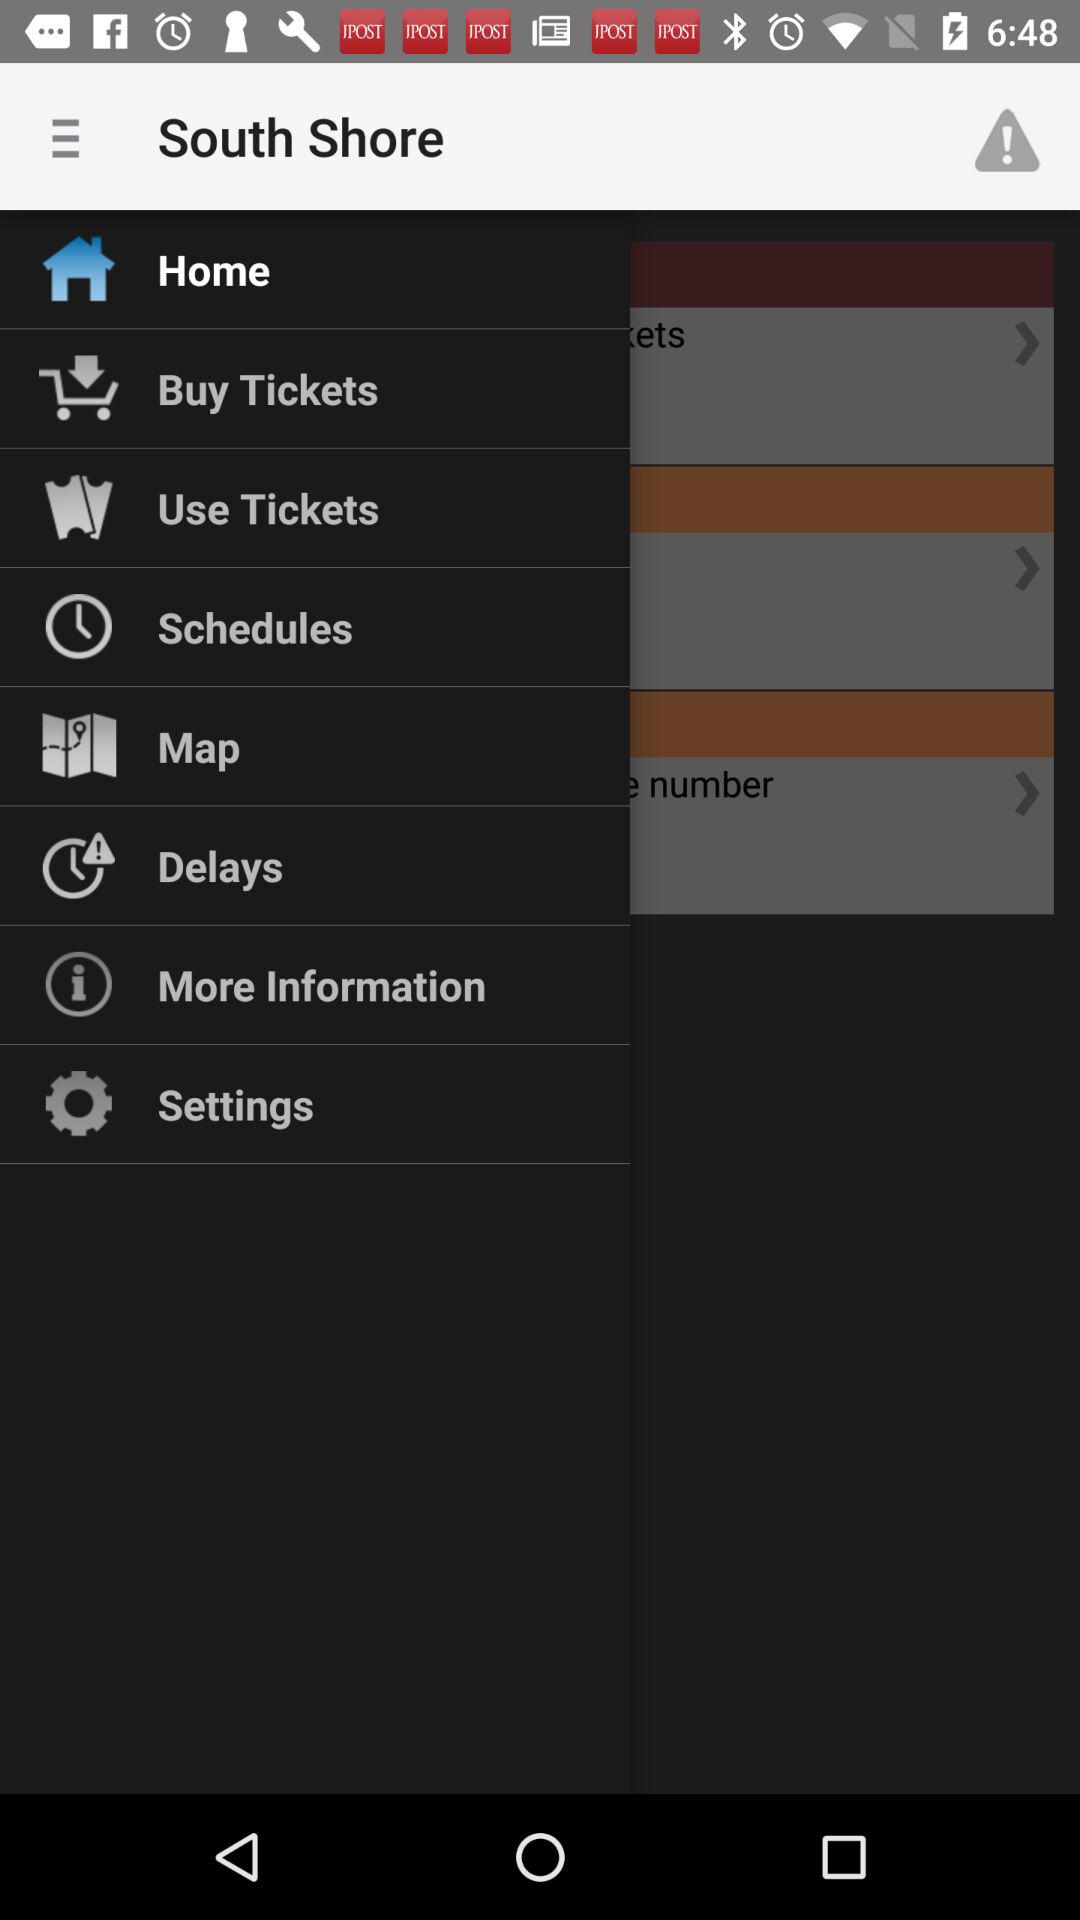 JPOST JPOST JPOST JPOST JPOST 6:48
South Shore
Home
Buy Tickets
kets
Use Tickets
Schedules
Map
e number
Delays
More Information
Settings